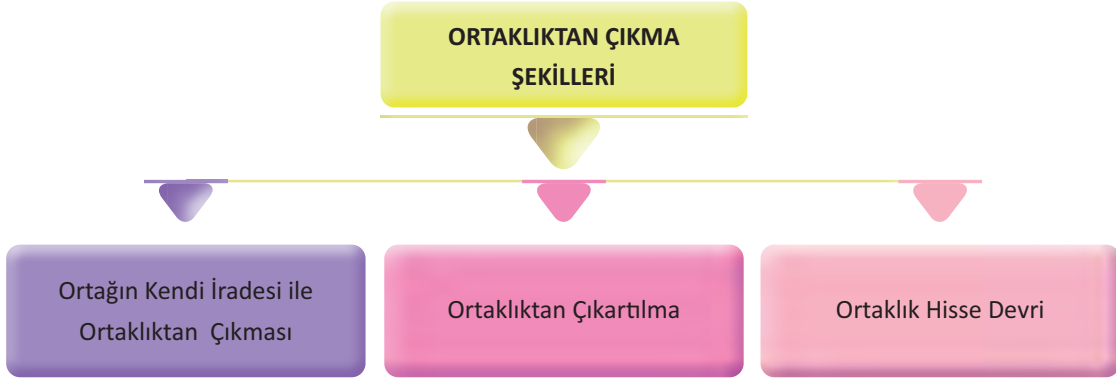 ORTAKLIKTAN ÇIKMA
ŞEKİLLERİ
Ortağın Kendi İradesi ile
Ortaklıktan Çıkması
Ortaklıktan Çıkartılma
Ortaklık Hisse Devri